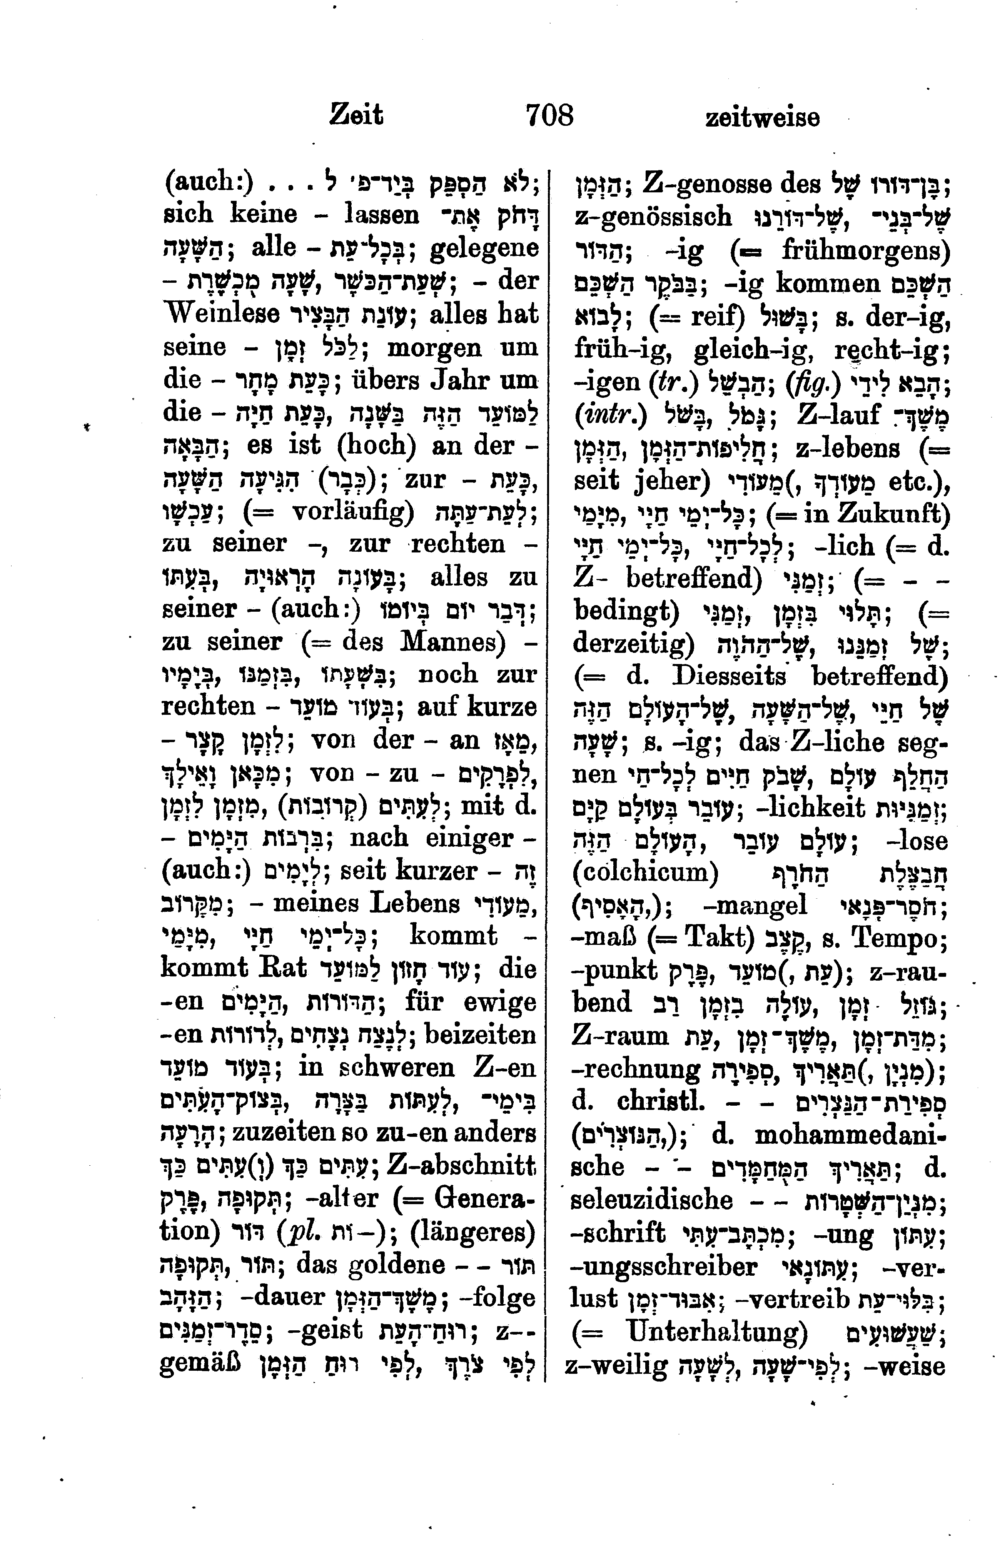 Zeit 708 zeitweise
(auch:) . . . לֹא הִסְפַּק בְּיַד־פ' ל;
sich keine – lassen דָּחֹק אֶת־
הַשָּׁעָה; alle – בְּכָל־עֵת; gelegene
– שְׁעַת־הַכֹּשֶׁר, שָׁעָה מֻכְשֶׁרֶת; – der
Weinlese עוֹנַת הַבָּצִיר; alles hat
seine – לַכֹּל זְמָן; morgen um
die – כָּעֵת מָחָר; übers Jahr um
die – כָּעֵת חַיָּה, לַמּוֹעֵד הַזֶּה בַּשָּׁנָה
הַבָּאָה; es ist (hoch) an der –
(כְּבָר) הִגִּיעָה הַשָּׁעָה; zur – כָּעֵת,
עַכְשָׁו; (= vorläufig) לְעֵת־עַתָּה;
zu seiner –, zur rechten –
בְּעִתּוֹ, בָּעוֹנָה הָרְאוּיָה; alles zu
seiner – (auch:) דְּבַר יוֹם בְּיוֹמוֹ;
zu seiner (= des Mannes) –
בְּיָמָיו, בִּזְמַנּוֹ, בִּשְׁעָתוֹ; noch zur
rechten – בְּעוֹד מוֹעֵד; auf kurze
– לִזְמָן קָצָר; von der – an מֵאָז,
מִכָּאן וָאֵילָךְ; von – zu – לִפְרָקִים,
מִזְּמָן לִזְמָן, לְעִתִּים (קְרוֹבוֹת); mit d.
– בִּרְבוֹת הַיָּמִים; nach einiger –
(auch:) לְיָמִים; seit kurzer – זֶה
מִקָּרוֹב; – meines Lebens מֵעוֹדִי,
כָּל־יְמֵי חַיַּי, מִיָּמַי; kommt –
kommt Rat עוֹד חָזוֹן לַמּוֹעֵד; die
-en הַדּוֹרוֹת, הַיָּמִים; für ewige
-en לְנֵצַח נְצָחִים, לְדוֹרוֹת; beizeiten
בְּעוֹד מוֹעֵד; in schweren Z-en
בִּימֵי־, לְעִתּוֹת בַּצָּרָה, בְּצוֹק־הָעִתִּים
הָרָעָה; zuzeiten so zu-en anders
עִתִּים כָּךְ (וְ)עִתִּים כָּךְ; Z-abschnitt
תְּקוּפָה, פֶּרֶק; -alter (= Genera-
tion) דּוֹר (pl. –וֹת); (längeres)
תּוֹר, תְּקוּפָה; das goldene – – תּוֹר
הַזָּהָב; -dauer מֶשֶׁךְ־הַזְּמָן; -folge
סֵדֶר־זְמַנִּים; -geist רוּחַ־הָעֵת; z--
gemäß לְפִי צֹרֶךְ, לְפִי רוּחַ הַזְּמָן
הַזְּמָן; Z-genosse des בֶּן־דּוֹרוֹ שֶׁל;
z-genössisch שֶׁל־בְּנֵי־, שֶׁל־דּוֹרֵנוּ
הַדּוֹר; -ig (= frühmorgens)
בַּבֹּקֶר הַשְׁכֵּם; -ig kommen הַשְׁכֵּם
לָבוֹא; (= reif) בָּשׁוּל; s. der-ig,
früh-ig, gleich-ig, recht-ig;
-igen (tr.) הַבְשֵׁל; (fig.) הָבֵא לִידֵי;
(intr.) גָּמֹל, בָּשֹׁל; Z-lauf מֶשֶׁךְ־
הַזְּמָן, חֲלִיפוֹת־הַזְּמָן; z-lebens (=
seit jeher) מֵעוֹדִי(, מֵעוֹדְךָ etc.),
כָּל־יְמֵי חַיַּי, מִיָּמַי; (= in Zukunft)
לְכָל־חַיַּי, כָּל־יְמֵי חַיַּי; -lich (= d.
Z- betreffend) זְמַנִּי; (= – –
bedingt) תָּלוּי בִּזְמָן, זְמַנִּי; (=
derzeitig) שֶׁל זְמַנֵּנוּ, שֶׁל־הַהֹוֶה;
(= d. Diesseits betreffend)
שֶׁל חַיֵּי, שֶׁל־הַשָּׁעָה, שֶׁל־הָעוֹלָם הַזֶּה
שָׁעָה; s. -ig; das Z-liche seg-
nen הַחֲלֵף עוֹלָם, שָׁבֹק חַיִּים לְכָל־חַי
זְמַנִּיּוּת; -lichkeit עוֹבֵר בְּעוֹלָם קַיָּם;
עוֹלָם עוֹבֵר, הָעוֹלָם הַזֶּה; -lose
(colchicum) חֲבַצֶּלֶת הַחֹרֶף
(הָאָסִיף,); -mangel חֹסֶר־פְּנַאי;
-maß (= Takt) קֶצֶב, s. Tempo;
-punkt מוֹעֵד, פֶּרֶק(, עֵת); z-rau-
bend גּוֹזֵל זְמָן, עוֹלֶה בִזְמָן רַב;
Z-raum מִדַּת־זְמָן, מֶשֶׁךְ־זְמָן, עֵת;
-rechnung סְפִירָה, תַּאֲרִיךְ(, מִנְיָן);
d. christl. – – סְפִירַת־הַנַּצְרִים
(הַנּוֹצְרִים,); d. mohammedani-
sche – – תַּאֲרִיךְ הַמֻּחַמָּדִים; d.
seleuzidische – – מִנְיַן־הַשְּׁטָרוֹת;
-schrift מִכְתָּב־עִתִּי; -ung עִתּוֹן;
-ungsschreiber עִתּוֹנַאי; -ver-
lust אִבּוּד־זְמָן; -vertreib בִּלּוּי־עֵת;
(= Unterhaltung) שַׁעֲשׁוּעִים;
z-weilig לְפִי־שָׁעָה, לְשָׁעָה; -weise